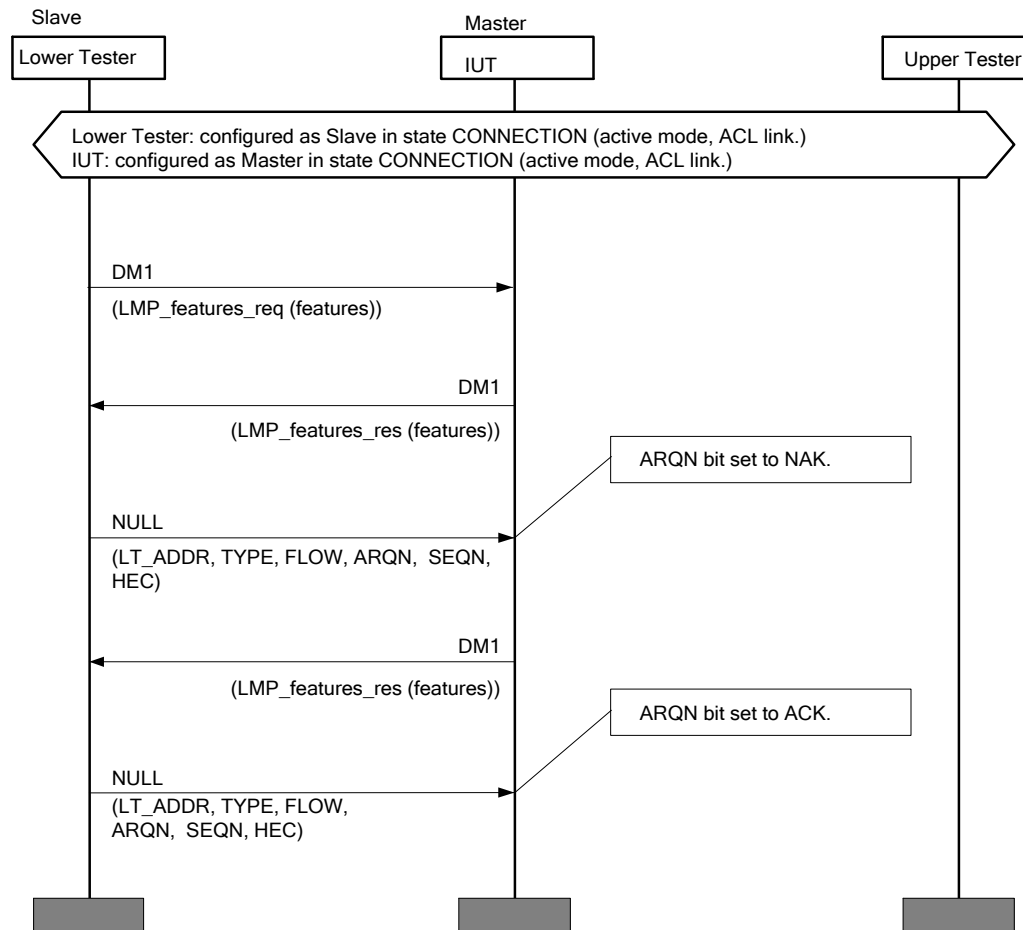 Slave
Master
Lower Tester
IUT
Upper Tester
Lower Tester: configured as Slave in state CONNECTION (active mode, ACL link.)
IUT: configured as Master in state CONNECTION (active mode, ACL link.)
DM1
(LMP_features_req (features))
DM1
(LMP_features_res (features))
ARQN bit set to NAK.
NULL
(LT_ADDR, TYPE, FLOW, ARQN, SEQN,
HEC)
DM1
(LMP_features_res (features))
ARQN bit set to ACK.
NULL
(LT_ADDR, TYPE, FLOW,
ARQN, SEQN, HEC)